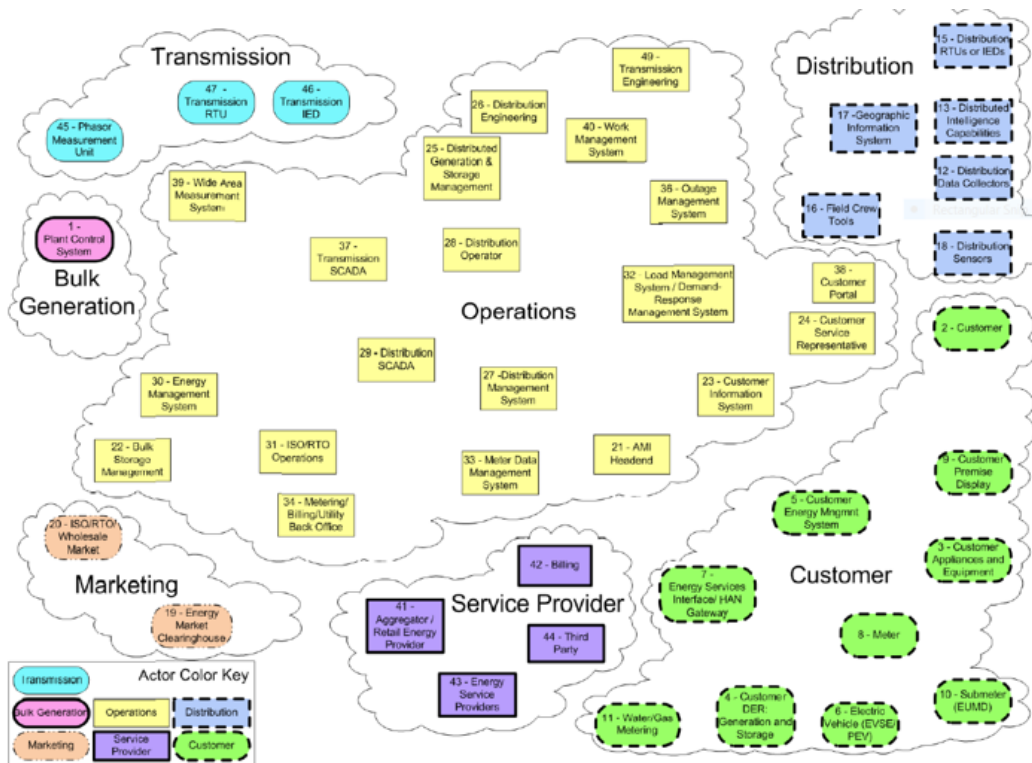 Transmission
47 -
Transmission
RTU
46 -
Transmission
IED
45 - Phasor
Measurement
Unit
49 -
Transmission
Engineering
26 - Distribution
Engineering
40 - Work
Management
System
25 - Distributed
Generation &
Storage
Management
39 - Wide Area
Measurement
System
36 - Outage
Management
System
28 - Distribution
Operator
37 -
Transmission
SCADA
32 - Load Management
System / Demand-
Response
Management System
38 -
Customer
Portal
24 - Customer
Service
Representative
Operations
29 - Distribution
SCADA
27 -Distribution
Management
System
23 - Customer
Information
System
30 - Energy
Management
System
22 - Bulk
Storage
Management
31 - ISO/RTO
Operations
33 - Meter Data
Management
System
21 - AMI
Headend
34 - Metering/
Billing/Utility
Back Office
Distribution
15 - Distribution
RTUs or IEDs
17 -Geographic
Information
System
13 - Distributed
Intelligence
Capabilities
12 - Distribution
Data Collectors
16 - Field Crew
Tools
18 - Distribution
Sensors
1 -
Plant Control
System
Bulk
Generation
20 - ISO/RTO/
Wholesale
Market
Marketing
19 - Energy
Market
Clearinghouse
42 - Billing
Service Provider
41 -
Aggregator /
Retail Energy
Provider
44 - Third
Party
43 - Energy
Service
Providers
2 - Customer
9 - Customer
Premise
Display
5 - Customer
Energy Mngmnt
System
3 - Customer
Appliances and
Equipment
7 -
Energy Services
Interface/ HAN
Gateway
Customer
8 - Meter
10 - Submeter
(EUMD)
4 - Customer
DER:
Generation and
Storage
6 - Electric
Vehicle (EVSE/
PEV)
11 - Water/Gas
Metering
Actor Color Key
Transmission
Bulk Generation
Operations
Distribution
Marketing
Service
Provider
Customer